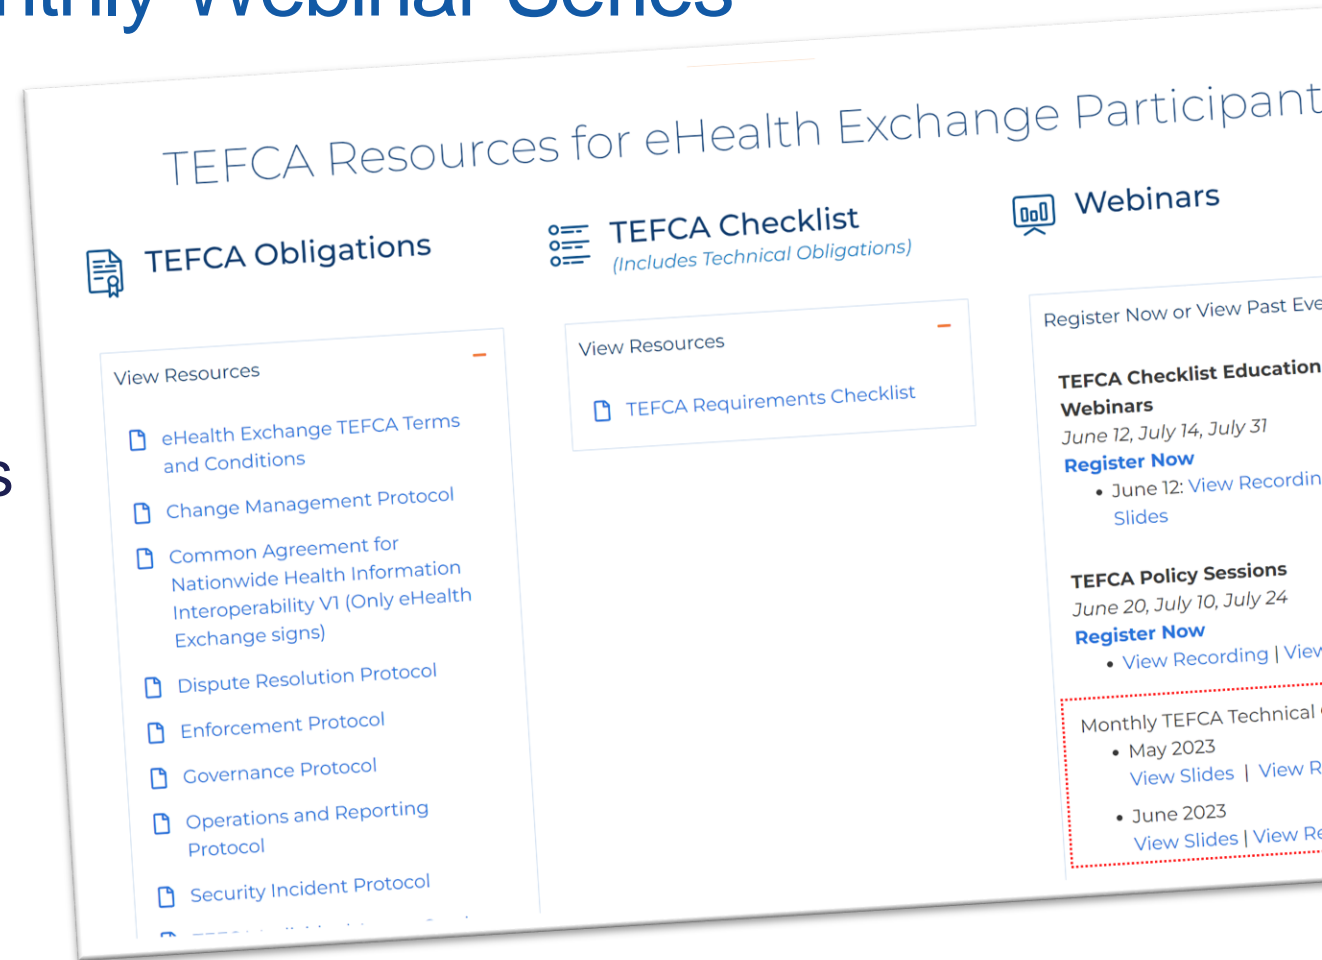 Webinar Series
TEFCA Resources for eHealth Exchange Participant
TEFCA Obligations
View Resources
eHealth Exchange TEFCA Terms
and Conditions
Change Management Protocol
Common Agreement for
Nationwide Health Information
Interoperability V1 (Only eHealth
Exchange signs)
Dispute Resolution Protocol
Enforcement Protocol
Governance Protocol
Operations and Reporting
Protocol
Security Incident Protocol
TEFCA Checklist
(Includes Technical Obligations)
View Resources
TEFCA Requirements Checklist
Webinars
Register Now or View Past
TEFCA Checklist Education
Webinars
June 12, July 14, July 31
Register Now
• June 12: View
Slides
TEFCA Policy Sessions
June 20, July 10, July 24
Register Now
• View Recording |
Monthly TEFCA Technical
• May 2023
View Slides | View
• June 2023
View Slides | View